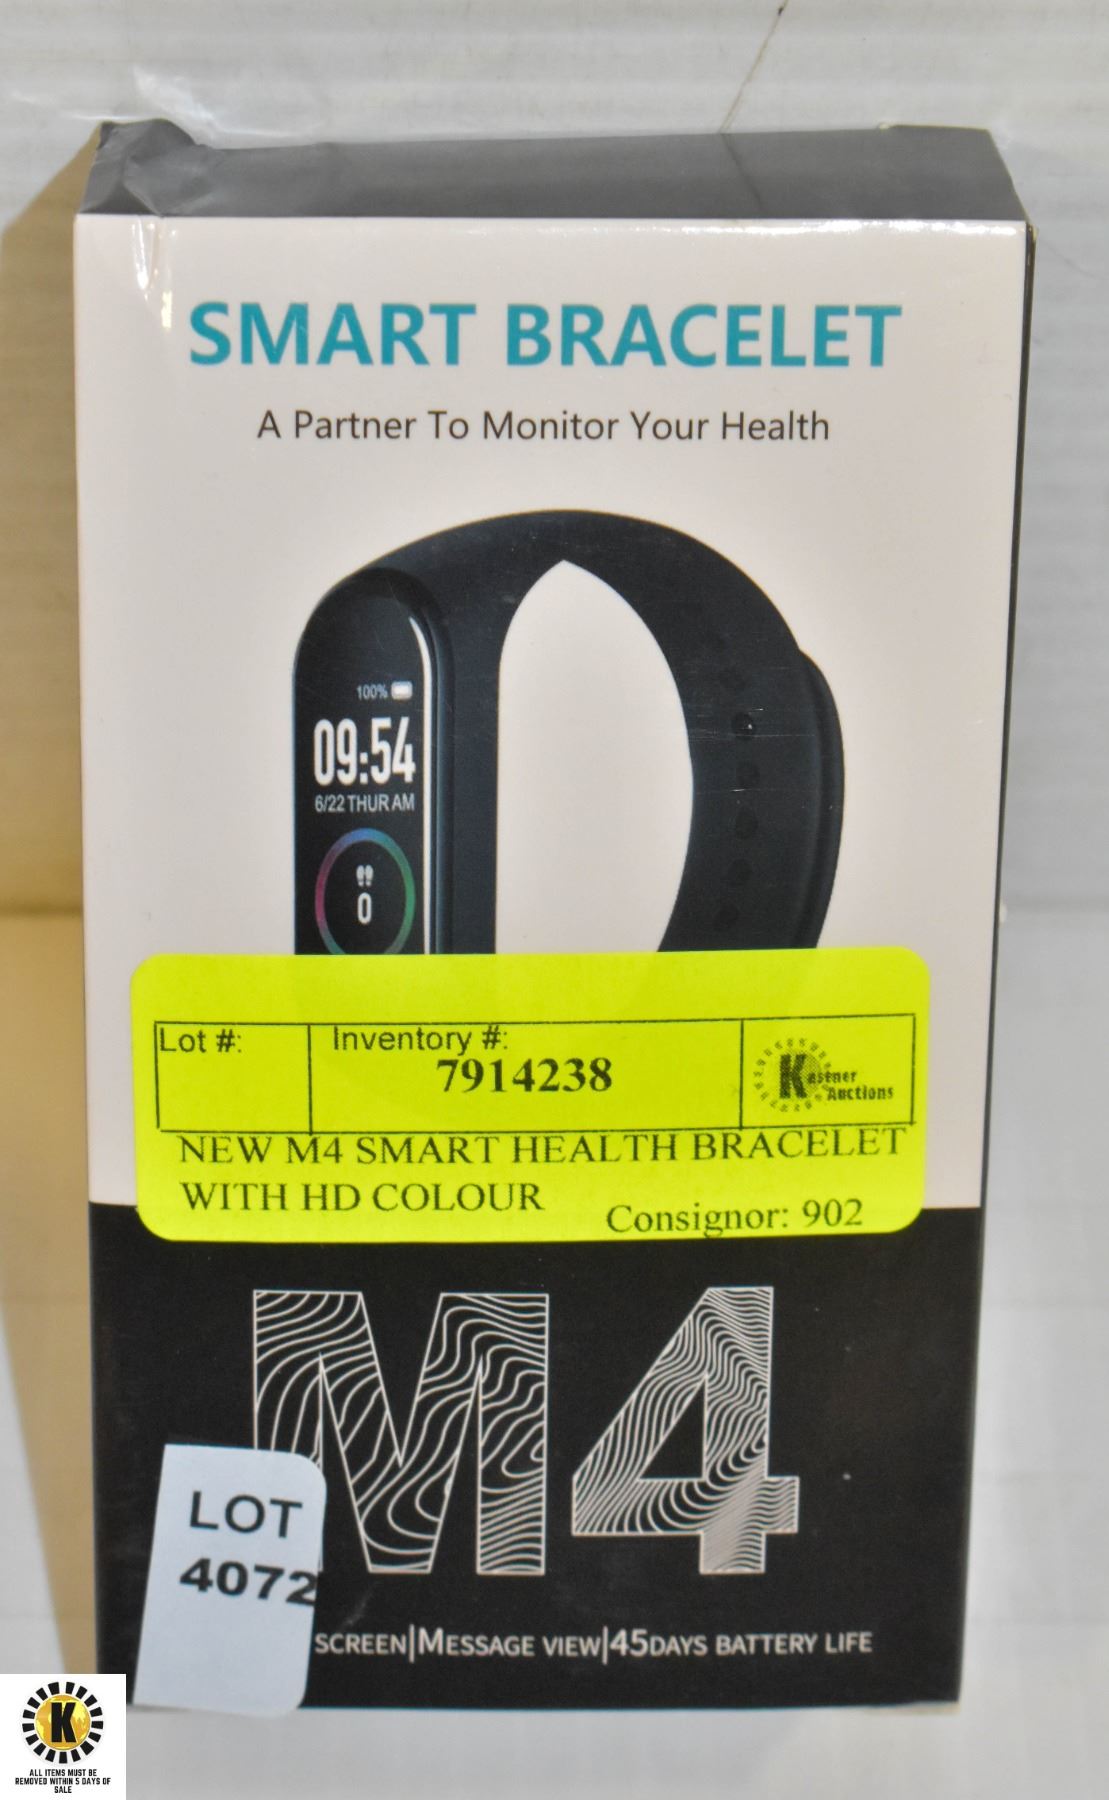 SMART BRACELET
A Partner To Monitor Your Health
100%
09:54
6/22 THUR AM
0
Lot #:
Inventory #:
7914238
Kastner
Auctions
NEW M4 SMART HEALTH BRACELET
WITH HD COLOUR
Consignor: 902
M4
LOT
4072
SCREEN|MESSAGE VIEW|45DAYS BATTERY LIFE
K
ALL ITEMS MUST BE
REMOVED WITHIN 5 DAYS OF
SALE